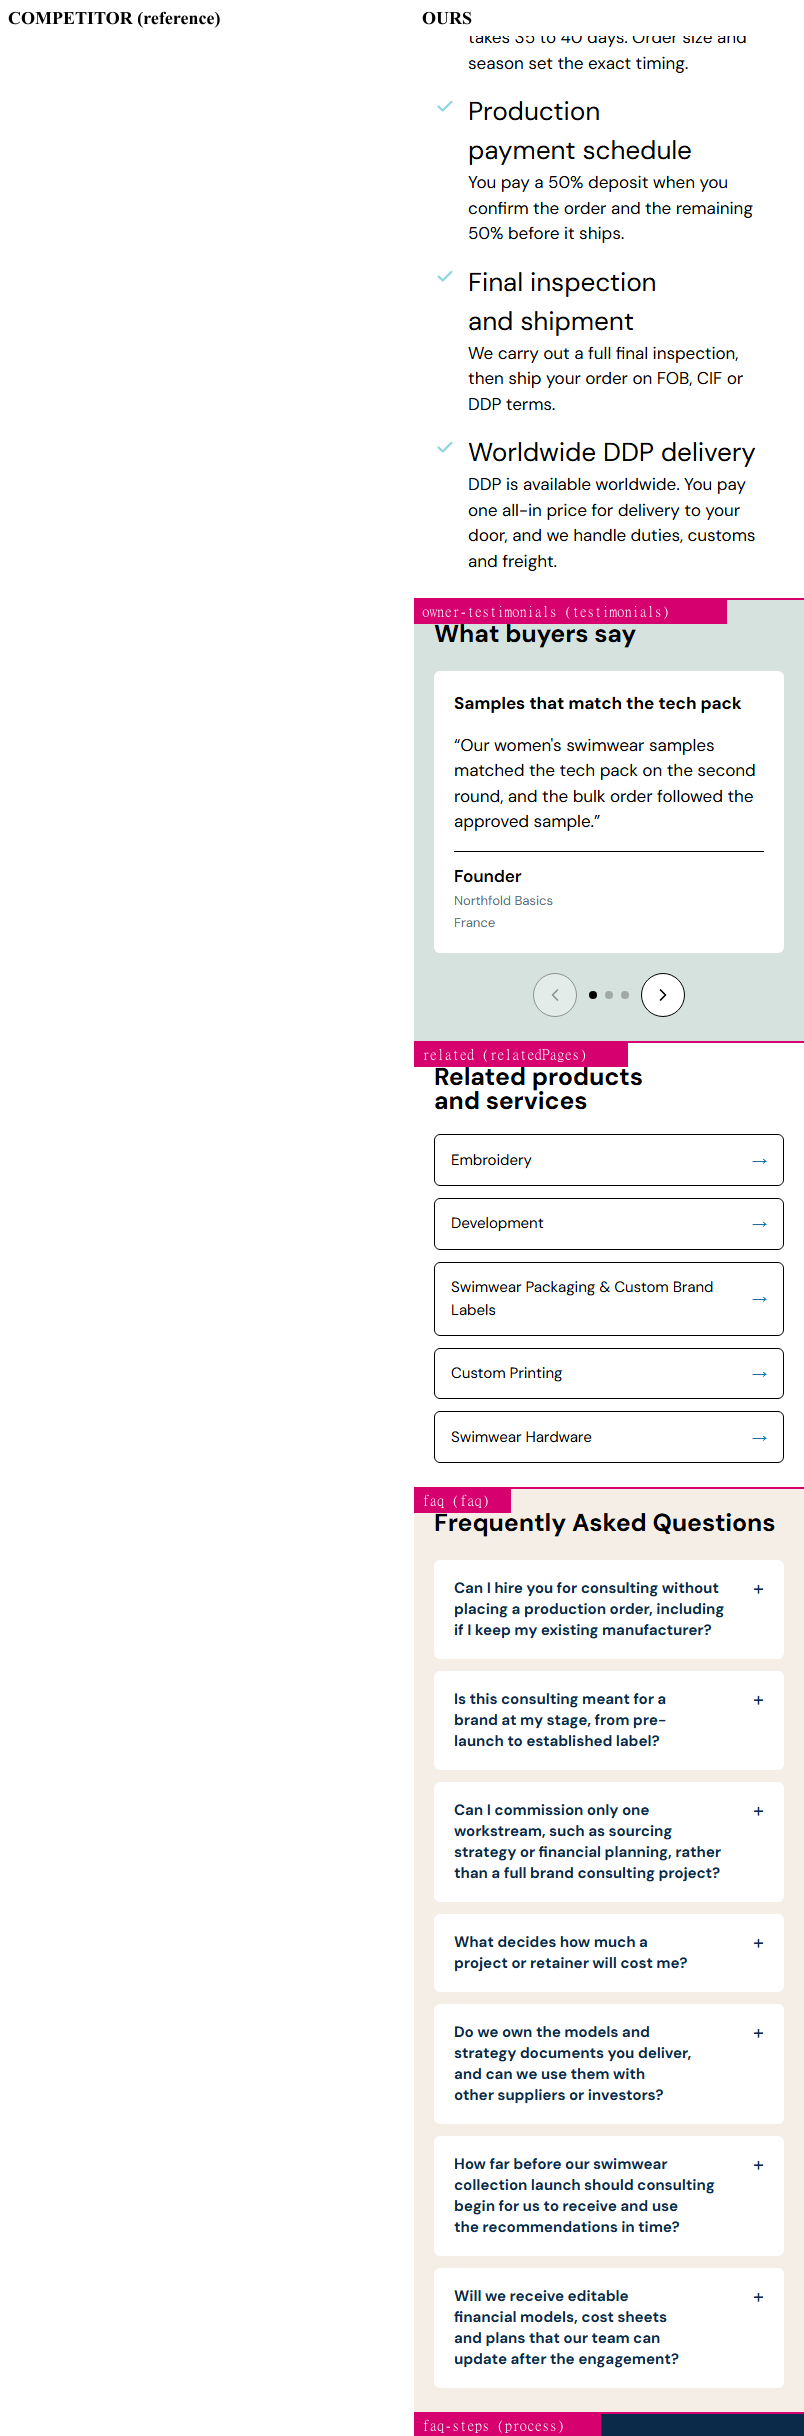 COMPETITOR (reference)
OURS
takes 35 to 40 days. Order size and
season set the exact timing.
Production
payment schedule
You pay a 50% deposit when you
confirm the order and the remaining
50% before it ships.
Final inspection
and shipment
We carry out a full final inspection,
then ship your order on FOB, CIF or
DDP terms.
Worldwide DDP delivery
DDP is available worldwide. You pay
one all-in price for delivery to your
door, and we handle duties, customs
and freight.
owner-testimonials (testimonials)
What buyers say
Samples that match the tech pack
“Our women's swimwear samples
matched the tech pack on the second
round, and the bulk order followed the
approved sample.”
Founder
Northfold Basics
France
related (relatedPages)
Related products
and services
Embroidery →
Development →
Swimwear Packaging & Custom Brand
Labels →
Custom Printing →
Swimwear Hardware →
faq (faq)
Frequently Asked Questions
Can I hire you for consulting without +
placing a production order, including
if I keep my existing manufacturer?
Is this consulting meant for a +
brand at my stage, from pre-
launch to established label?
Can I commission only one +
workstream, such as sourcing
strategy or financial planning, rather
than a full brand consulting project?
What decides how much a +
project or retainer will cost me?
Do we own the models and +
strategy documents you deliver,
and can we use them with
other suppliers or investors?
How far before our swimwear +
collection launch should consulting
begin for us to receive and use
the recommendations in time?
Will we receive editable +
financial models, cost sheets
and plans that our team can
update after the engagement?
faq-steps (process)